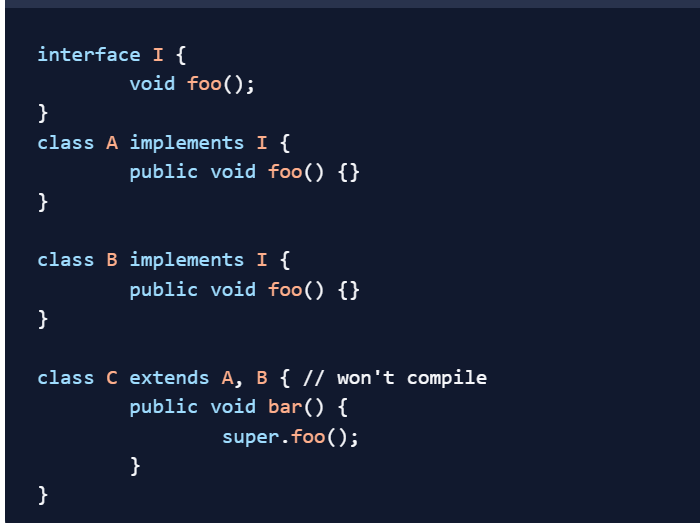 interface I {
void foo();
}
class A implements I {
public void foo() {}
}
class B implements I {
public void foo() {}
}
class C extends A, B { // won't compile
public void bar() {
super.foo();
}
}